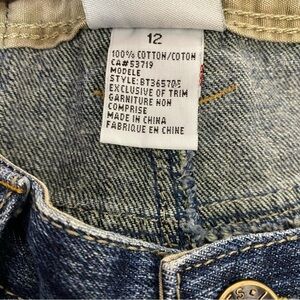 12
100% COTTON/COTON
CA#53719
MODELE
STYLE:BT365705
EXCLUSIVE OF TRIM
GARNITURE NON
COMPRISE
MADE IN CHINA
FABRIQUE EN CHINE